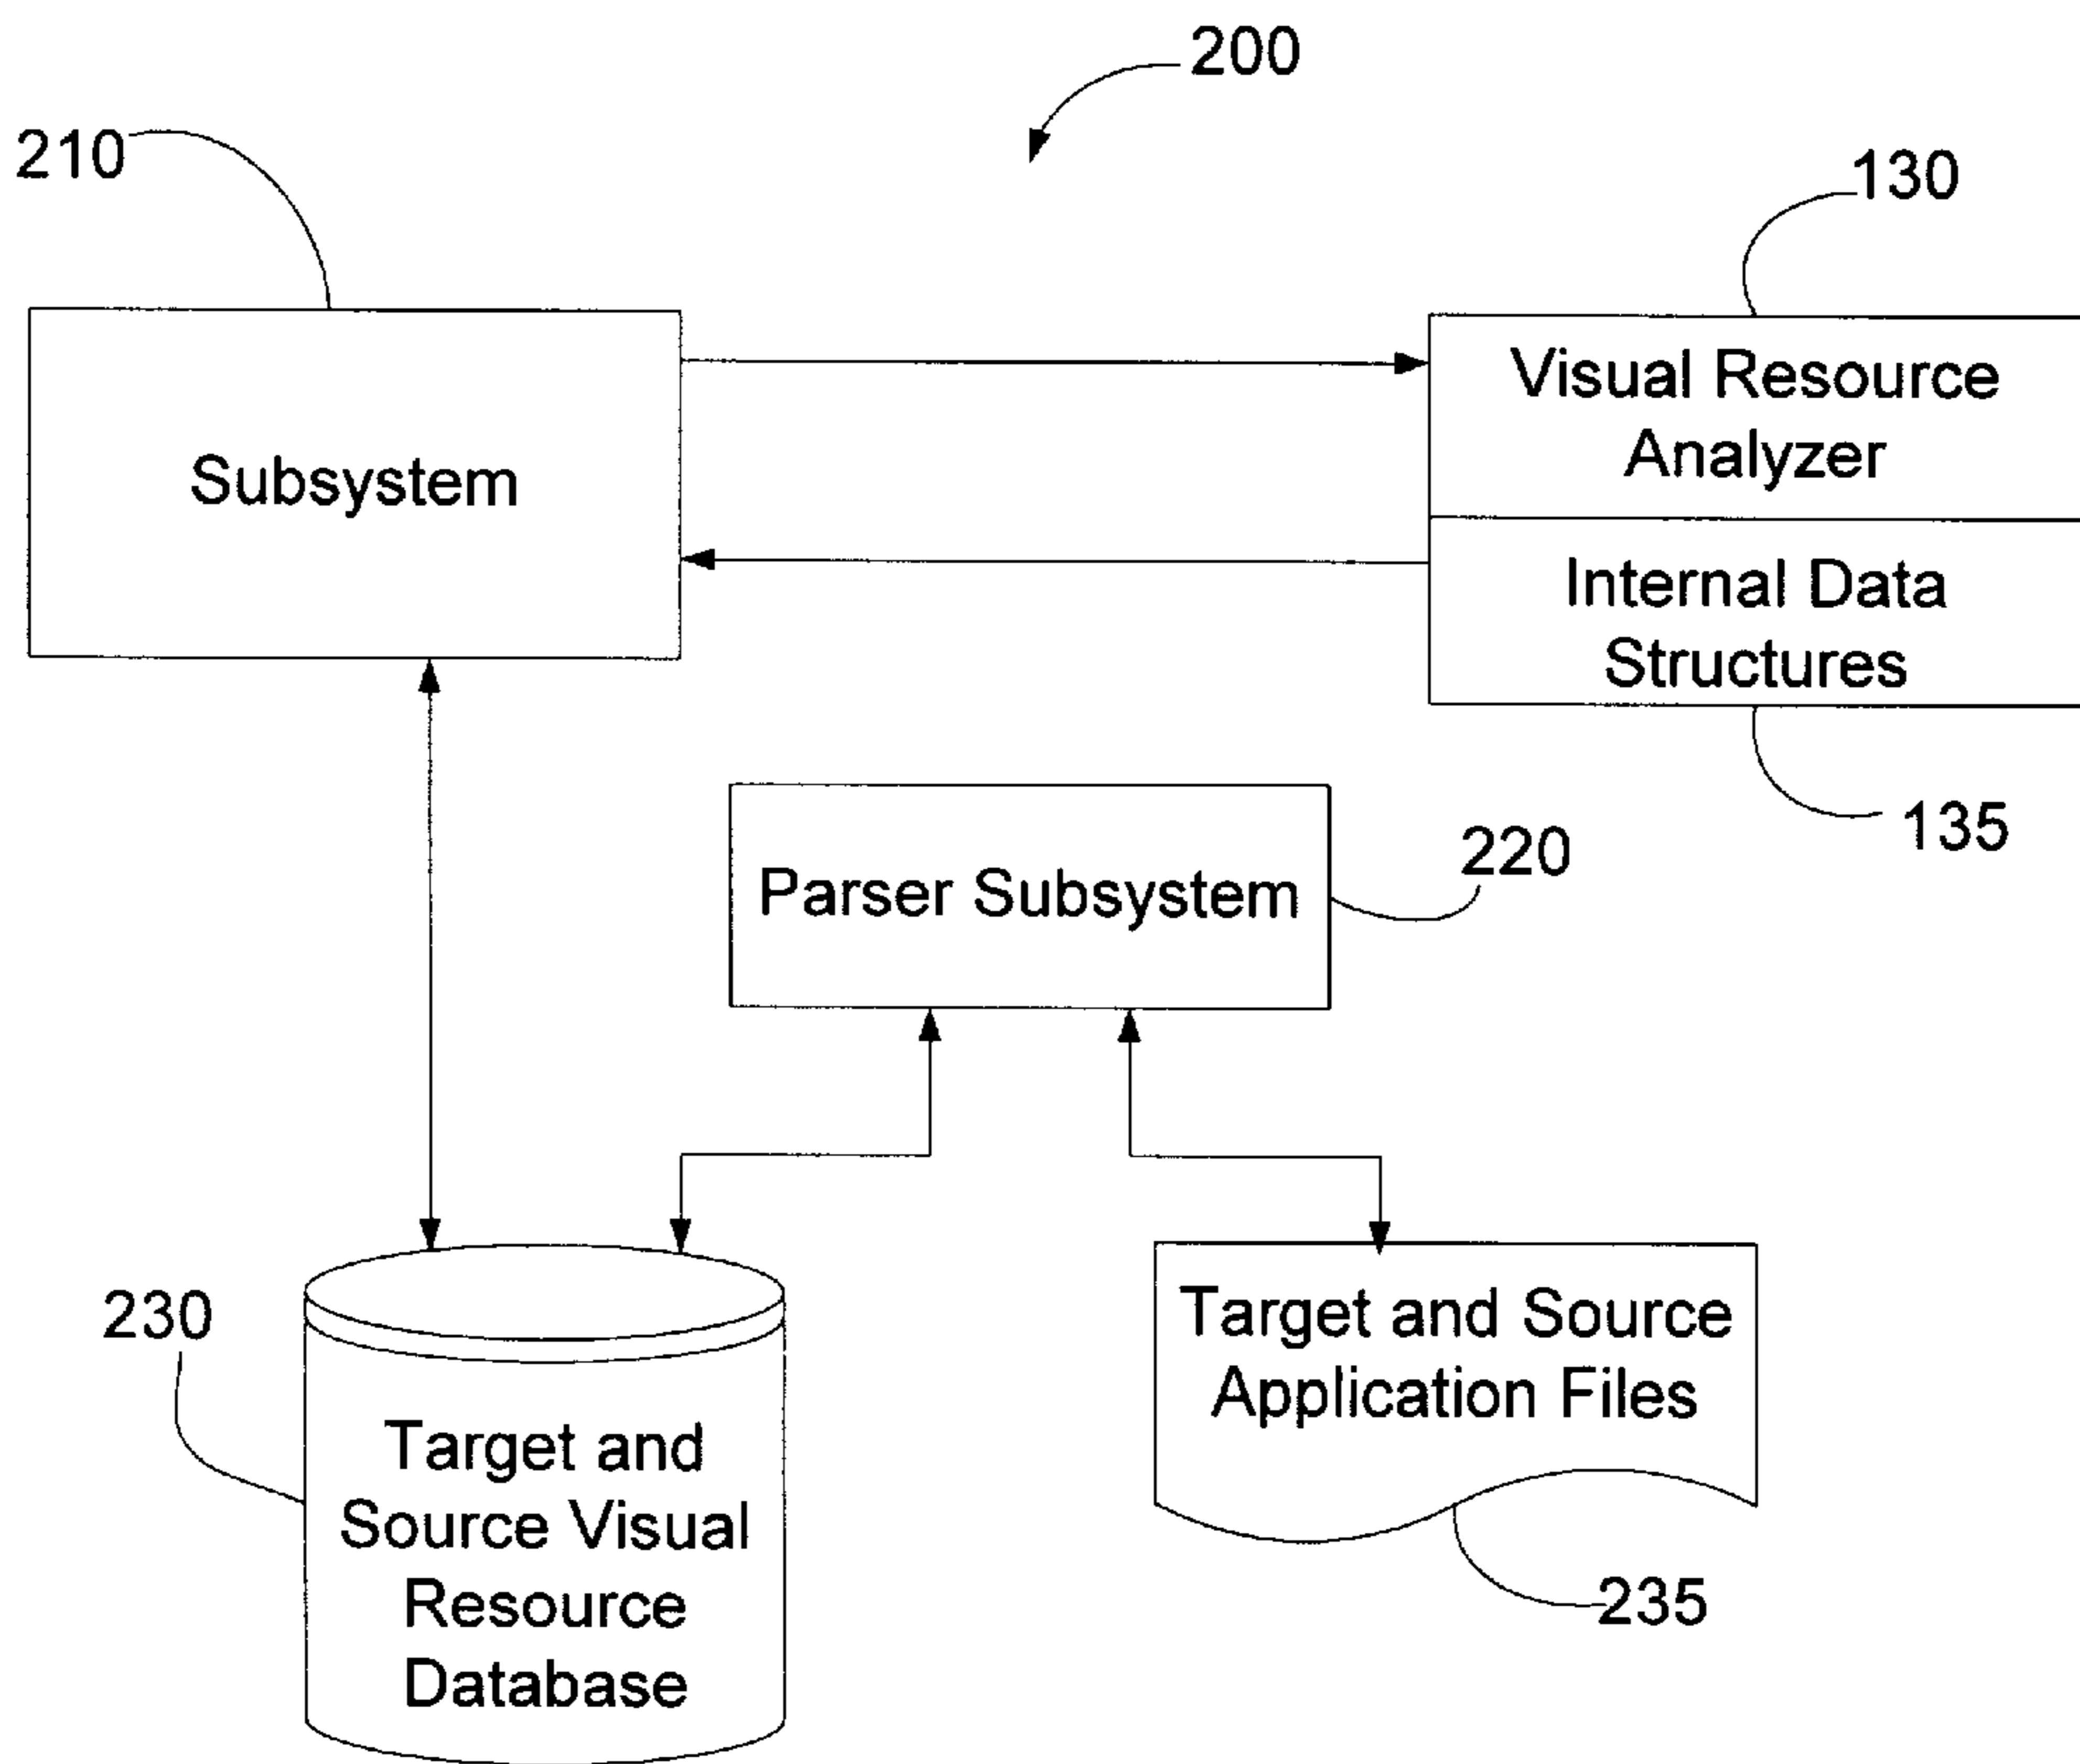 200
210
130
Visual Resource
Analyzer
Subsystem
Internal Data
Structures
135
220
Parser Subsystem
230
Target and Source
Application Files
Target and
Source Visual
Resource
Database
235